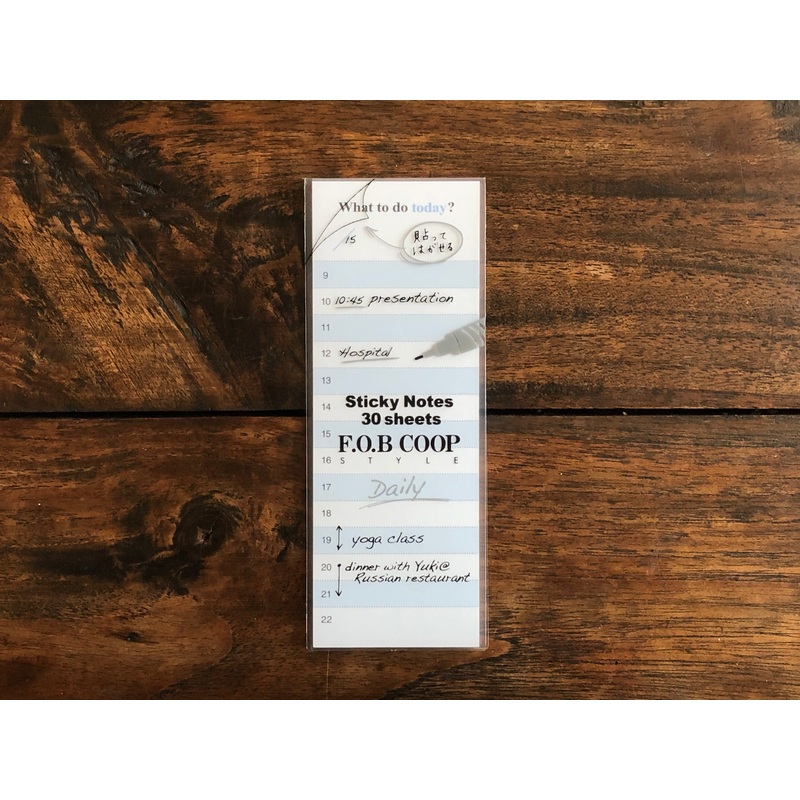 What to do today?
/15
貼って
はがせる
9
10 10:45 presentation
11
12 Hospital
13
14
Sticky Notes
30 sheets
15
F.O.B COOP
16
STYLE
17
Daily
18
19 yoga class
20 dinner with Yuki@
Russian restaurant
21
22